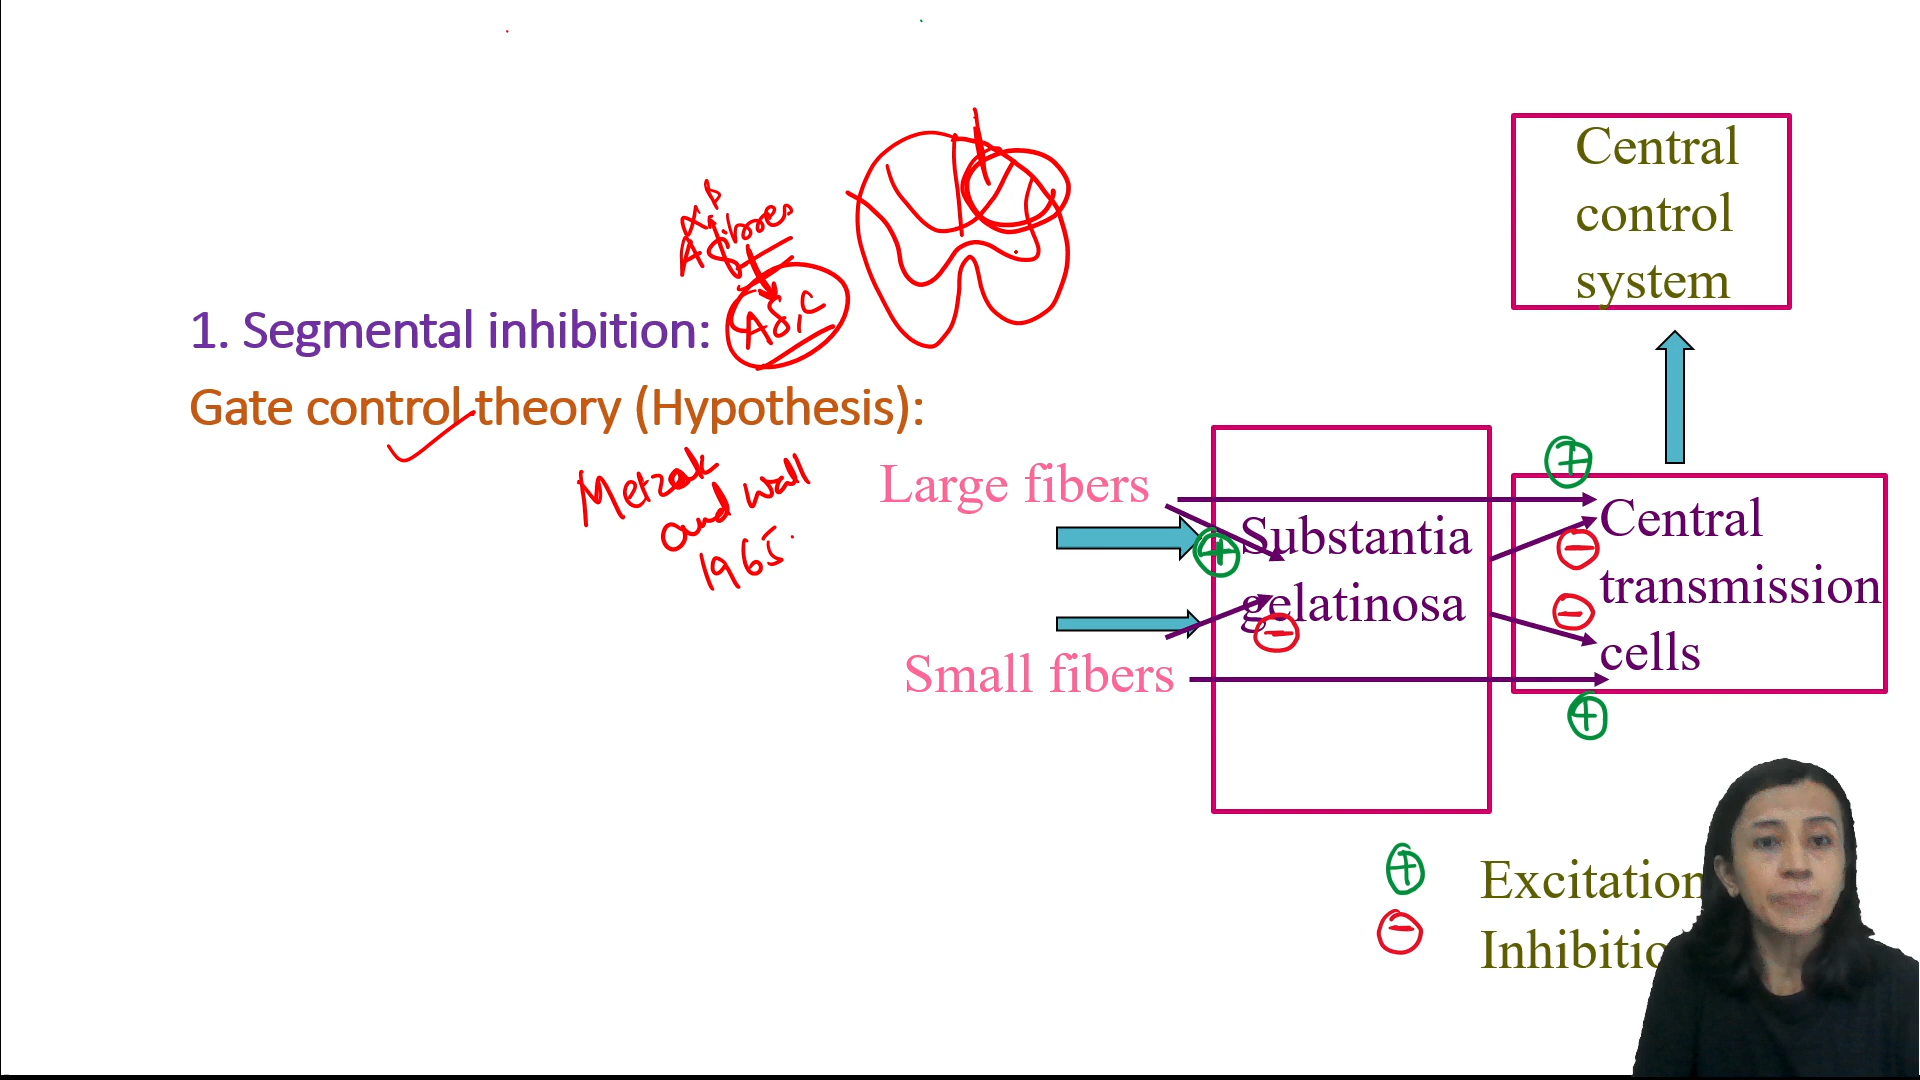 Central
control
system
α, β
A fibres
Aδ, C
1. Segmental inhibition:
Gate control theory (Hypothesis):
Metzak
and wall
1965.
Large fibers
Substantia
gelatinosa
Small fibers
Central
transmission
cells
+
+
−
−
−
+
+ Excitation
− Inhibitio